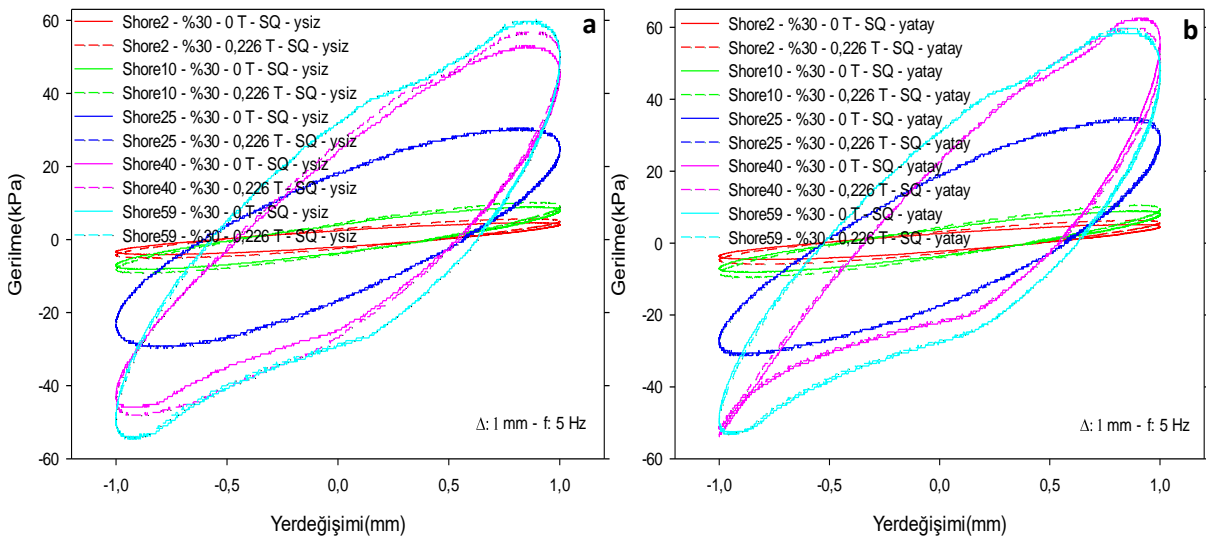 a
Shore2 - %30 - 0 T - SQ - ysiz
Shore2 - %30 - 0,226 T - SQ - ysiz
Shore10 - %30 - 0 T - SQ - ysiz
Shore10 - %30 - 0,226 T - SQ - ysiz
Shore25 - %30 - 0 T - SQ - ysiz
Shore25 - %30 - 0,226 T - SQ - ysiz
Shore40 - %30 - 0 T - SQ - ysiz
Shore40 - %30 - 0,226 T - SQ - ysiz
Shore59 - %30 - 0 T - SQ - ysiz
Shore59 - %30 - 0,226 T - SQ - ysiz
Gerilme(kPa)
60
40
20
0
-20
-40
-60
Δ: 1 mm - f: 5 Hz
-1,0
-0,5
0,0
0,5
1,0
Yerdeğişimi(mm)
b
Shore2 - %30 - 0 T - SQ - yatay
Shore2 - %30 - 0,226 T - SQ - yatay
Shore10 - %30 - 0 T - SQ - yatay
Shore10 - %30 - 0,226 T - SQ - yatay
Shore25 - %30 - 0 T - SQ - yatay
Shore25 - %30 - 0,226 T - SQ - yatay
Shore40 - %30 - 0 T - SQ - yatay
Shore40 - %30 - 0,226 T - SQ - yatay
Shore59 - %30 - 0 T - SQ - yatay
Shore59 - %30 - 0,226 T - SQ - yatay
Gerilme(kPa)
60
40
20
0
-20
-40
-60
Δ: 1 mm - f: 5 Hz
-1,0
-0,5
0,0
0,5
1,0
Yerdeğişimi(mm)